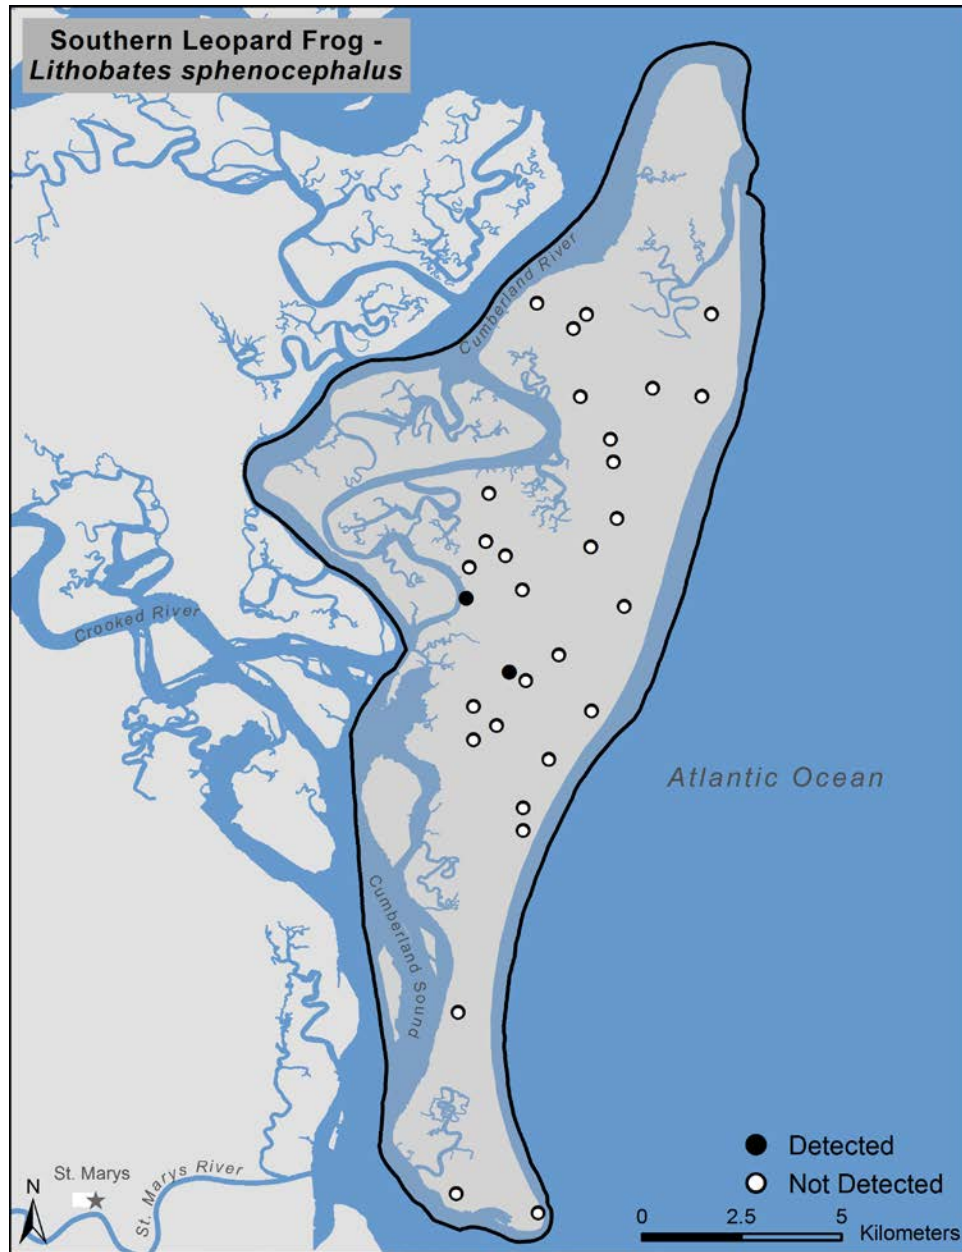 Southern Leopard Frog -
Lithobates sphenocephalus
Cumberland River
Crooked River
Atlantic Ocean
Cumberland Sound
St. Marys
St. Marys River
N
Detected
Not Detected
0 2.5 5
Kilometers